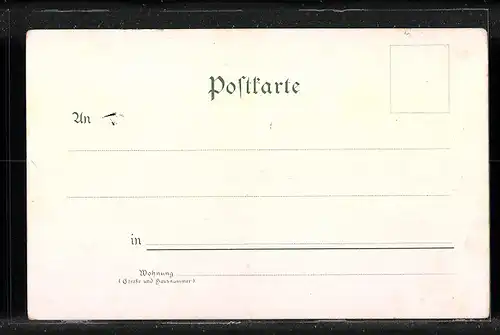 Poſtkarte
An
in
Wohnung
(Straße und Hausnummer)